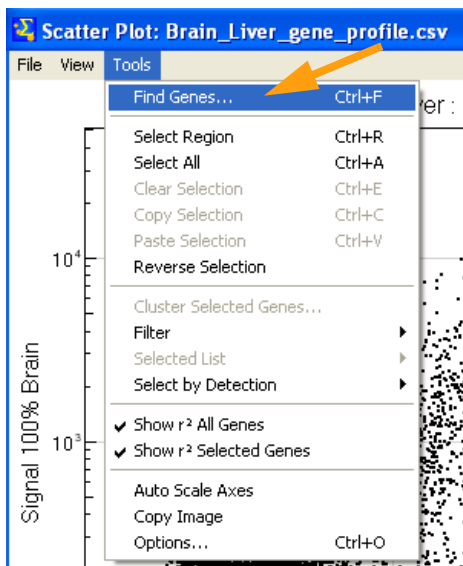 Scatter Plot: Brain_Liver_gene_profile.csv
File View Tools
Find Genes... Ctrl+F
er :
Select Region Ctrl+R
Select All Ctrl+A
Clear Selection Ctrl+E
Copy Selection Ctrl+C
Paste Selection Ctrl+V
Reverse Selection
Cluster Selected Genes...
Filter
Selected List
Select by Detection
Show r² All Genes
Show r² Selected Genes
Auto Scale Axes
Copy Image
Options... Ctrl+O
10⁴
10³
Signal 100% Brain